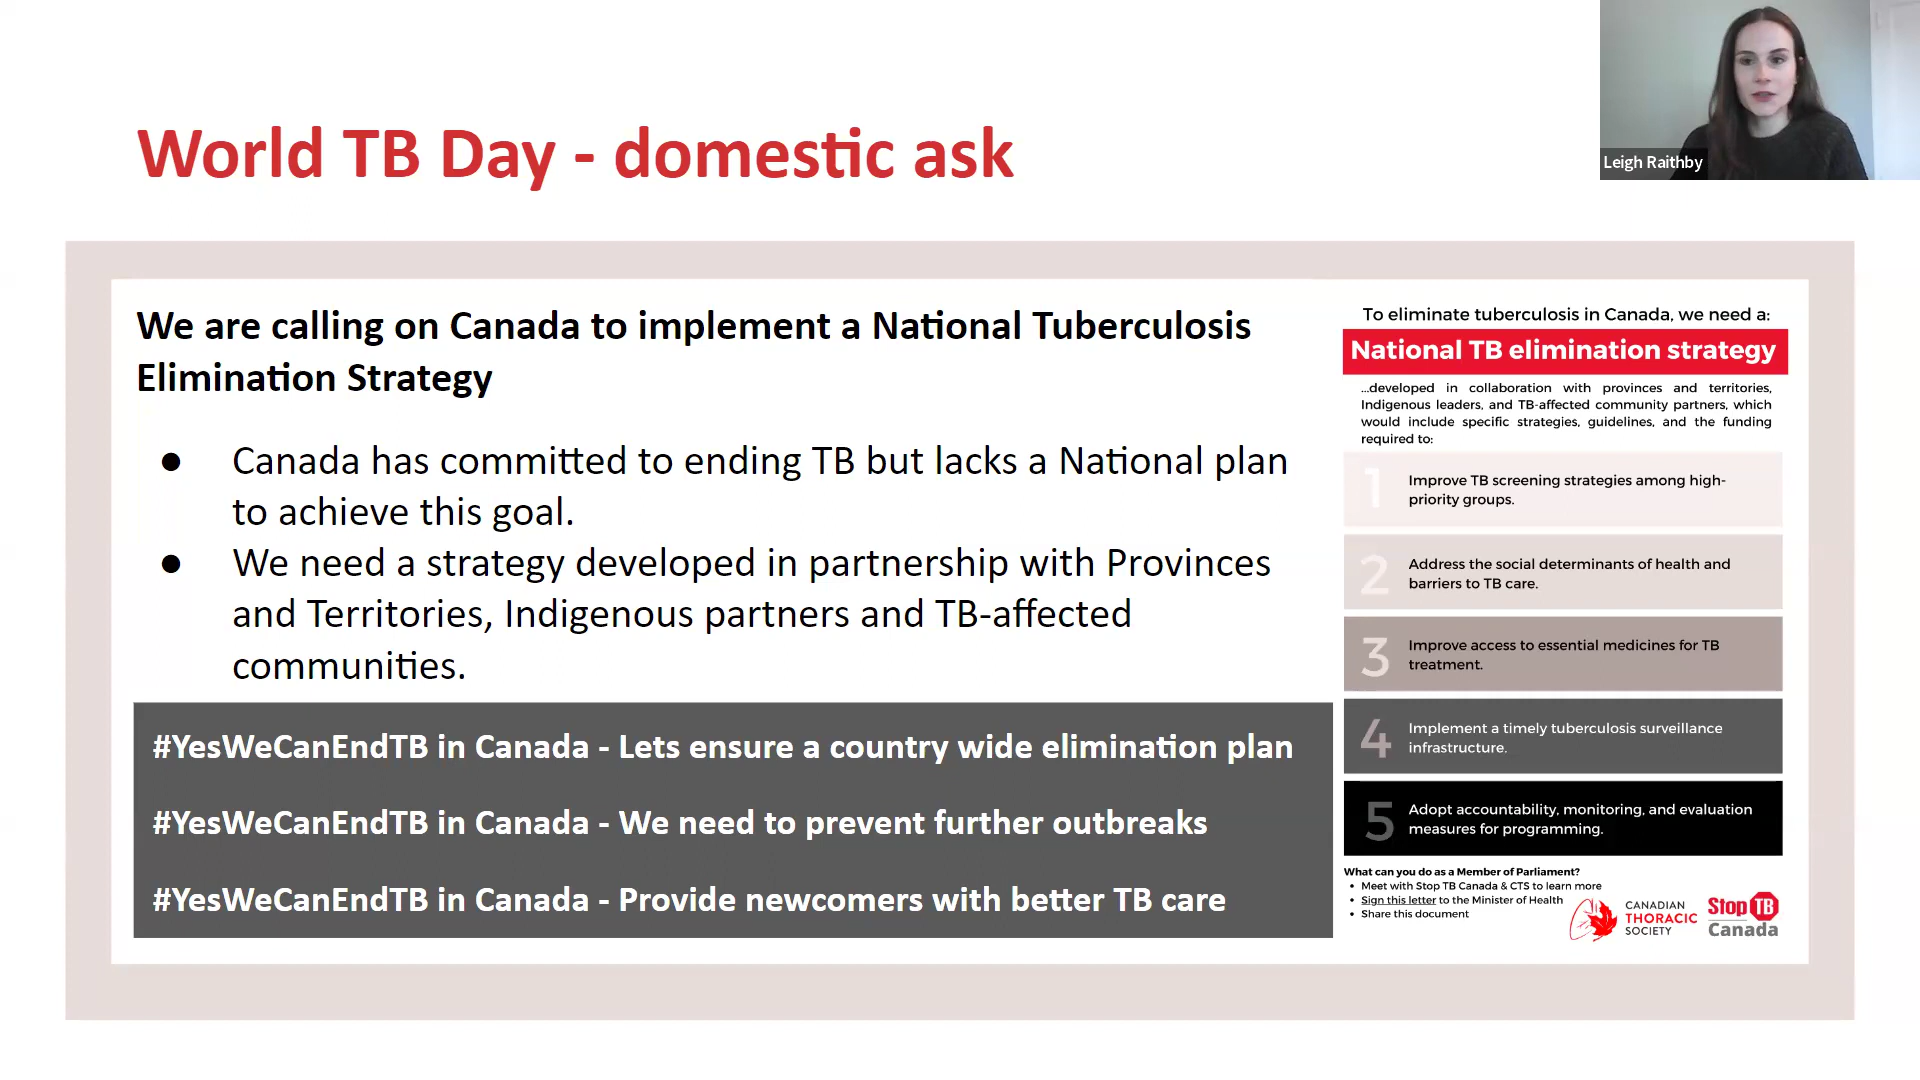 World TB Day - domestic ask
Leigh Raithby
We are calling on Canada to implement a National Tuberculosis
Elimination Strategy
● Canada has committed to ending TB but lacks a National plan
to achieve this goal.
● We need a strategy developed in partnership with Provinces
and Territories, Indigenous partners and TB-affected
communities.
#YesWeCanEndTB in Canada - Lets ensure a country wide elimination plan
#YesWeCanEndTB in Canada - We need to prevent further outbreaks
#YesWeCanEndTB in Canada - Provide newcomers with better TB care
To eliminate tuberculosis in Canada, we need a:
National TB elimination strategy
...developed in collaboration with provinces and territories,
Indigenous leaders, and TB-affected community partners, which
would include specific strategies, guidelines, and the funding
required to:
1 Improve TB screening strategies among high-
priority groups.
2 Address the social determinants of health and
barriers to TB care.
3 Improve access to essential medicines for TB
treatment.
4 Implement a timely tuberculosis surveillance
infrastructure.
5 Adopt accountability, monitoring, and evaluation
measures for programming.
What can you do as a Member of Parliament?
• Meet with Stop TB Canada & CTS to learn more
• Sign this letter to the Minister of Health
• Share this document
CANADIAN
THORACIC
SOCIETY
Stop TB
Canada